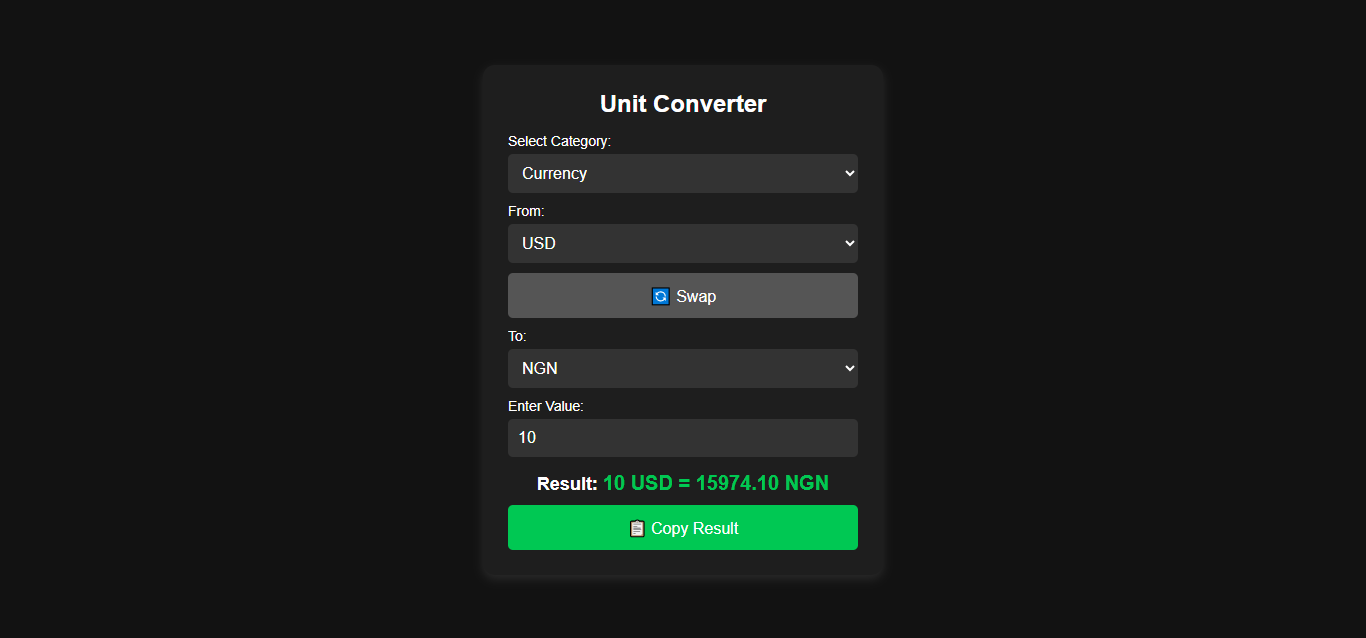 Unit Converter
Select Category:
Currency
From:
USD
🔄 Swap
To:
NGN
Enter Value:
10
Result: 10 USD = 15974.10 NGN
📋 Copy Result